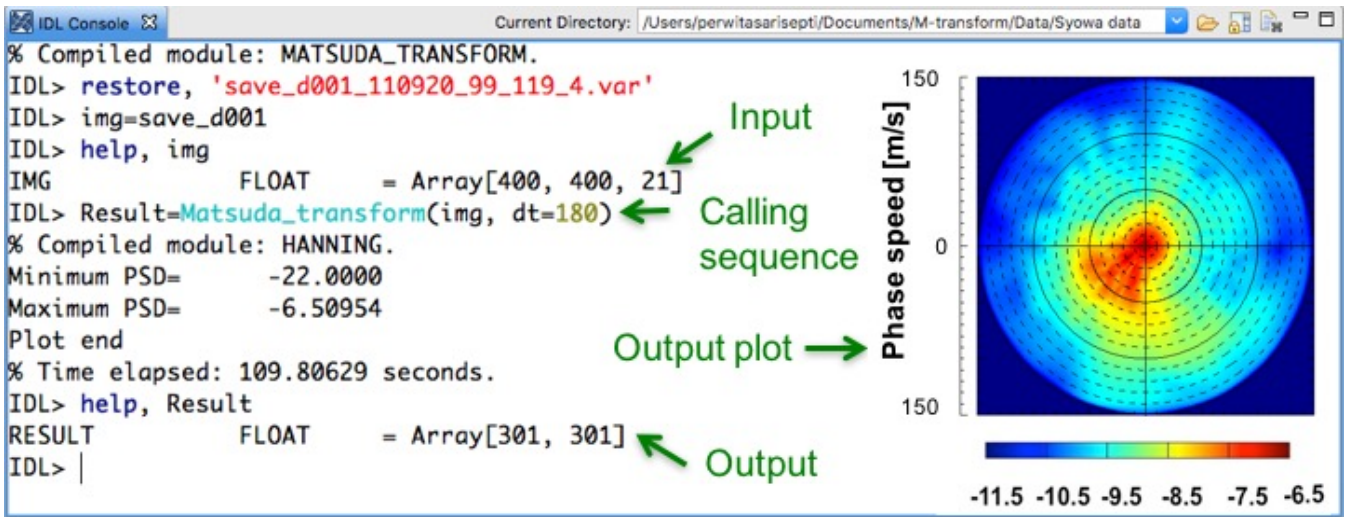 IDL Console
Current Directory: /Users/perwitasarisepti/Documents/M-transform/Data/Syowa data
% Compiled module: MATSUDA_TRANSFORM.
IDL> restore, 'save_d001_110920_99_119_4.var'
IDL> img=save_d001
IDL> help, img
IMG FLOAT = Array[400, 400, 21]
IDL> Result=Matsuda_transform(img, dt=180)
% Compiled module: HANNING.
Minimum PSD= -22.0000
Maximum PSD= -6.50954
Plot end
% Time elapsed: 109.80629 seconds.
IDL> help, Result
RESULT FLOAT = Array[301, 301]
IDL>
Input
Calling
sequence
Output plot
Output
Phase speed [m/s]
150
0
150
-11.5 -10.5 -9.5 -8.5 -7.5 -6.5